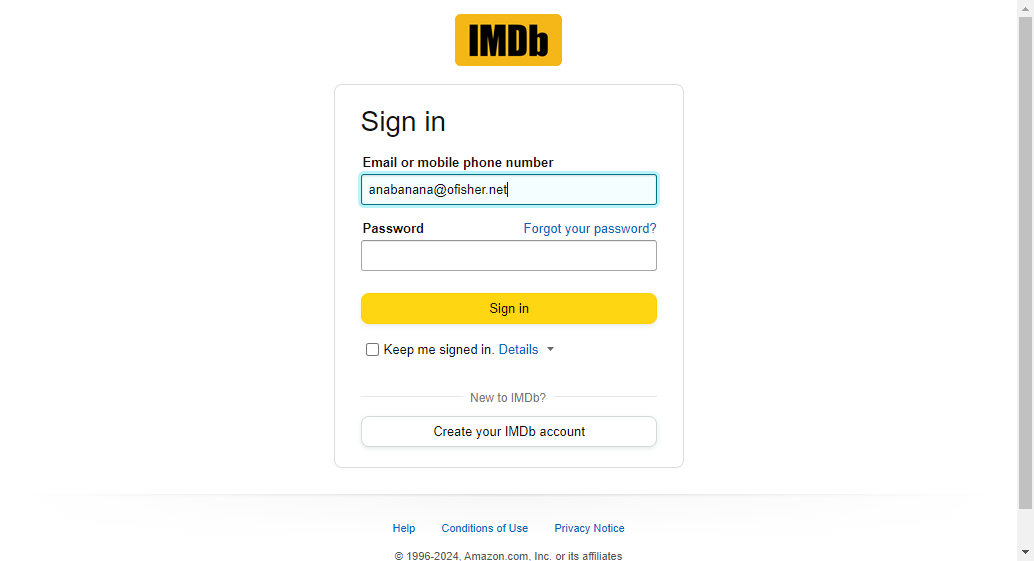 IMDb
Sign in
Email or mobile phone number
anabanana@ofisher.net
Password Forgot your password?
Sign in
Keep me signed in. Details
New to IMDb?
Create your IMDb account
Help Conditions of Use Privacy Notice
© 1996-2024, Amazon.com, Inc. or its affiliates